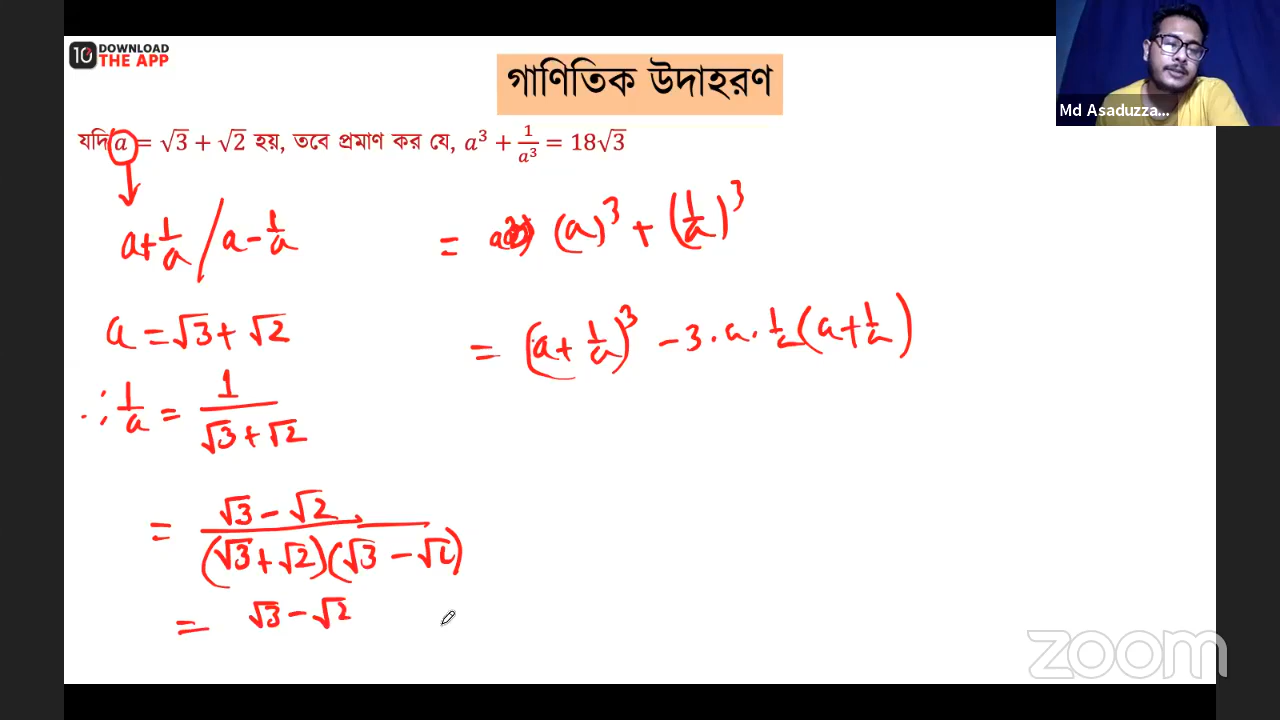 10 DOWNLOAD
THE APP
গাণিতিক উদাহরণ
Md Asaduzza...
যদি a = √3 + √2 হয়, তবে প্রমাণ কর যে, a³ + 1/a³ = 18√3
a + 1/a / a - 1/a
= (a)³ + (1/a)³
a = √3 + √2
= (a + 1/a)³ - 3 · a · 1/a (a + 1/a)
∴ 1/a = 1/(√3 + √2)
= (√3 - √2)/((√3 + √2)(√3 - √2))
= √3 - √2
zoom